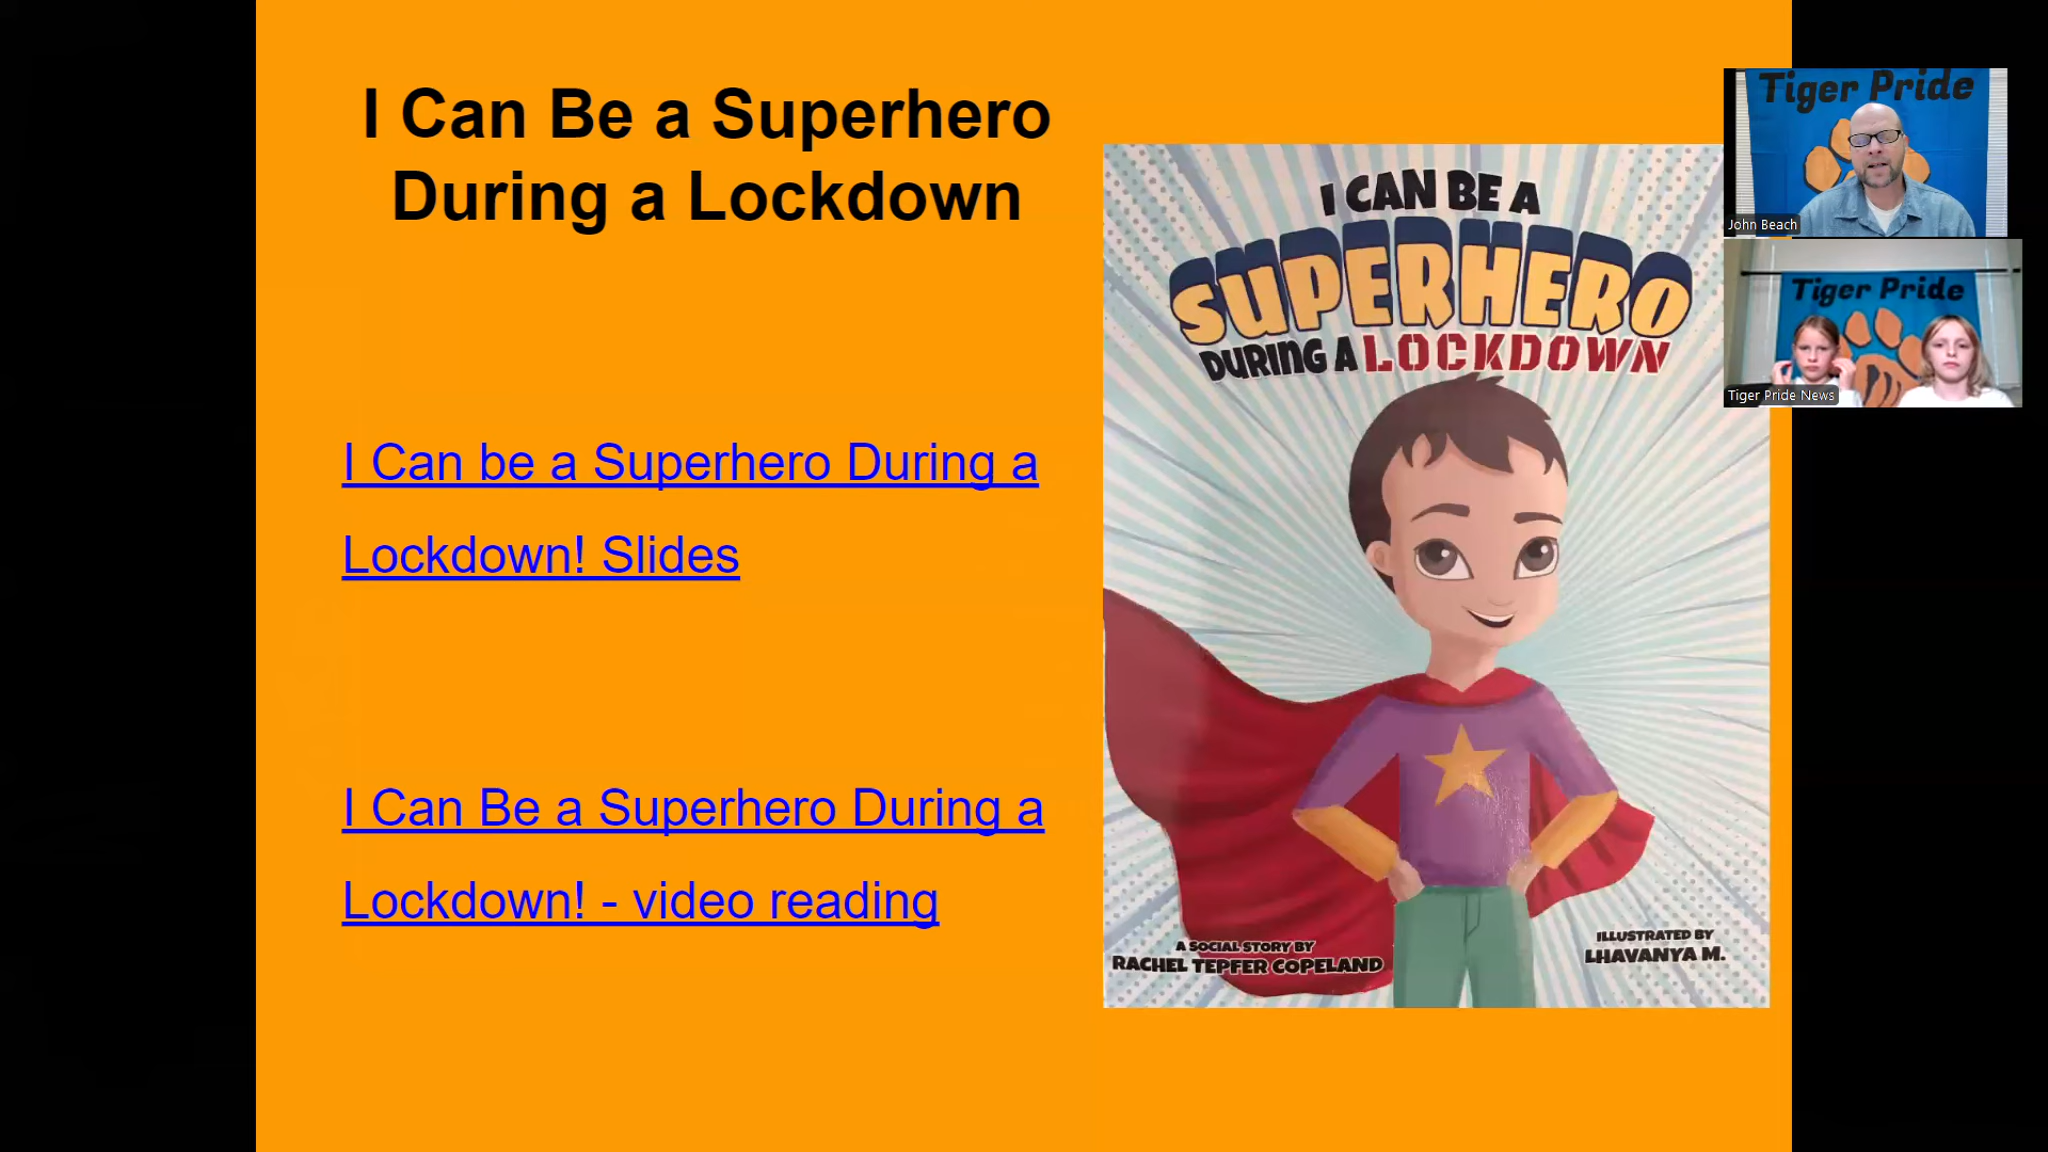 I Can Be a Superhero
During a Lockdown
I Can be a Superhero During a
Lockdown! Slides
I Can Be a Superhero During a
Lockdown! - video reading
I CAN BE A
SUPERHERO
DURING A LOCKDOWN
A SOCIAL STORY BY
RACHEL TEPFER COPELAND
ILLUSTRATED BY
LHAVANYA M.
Tiger Pride
John Beach
Tiger Pride
Tiger Pride News